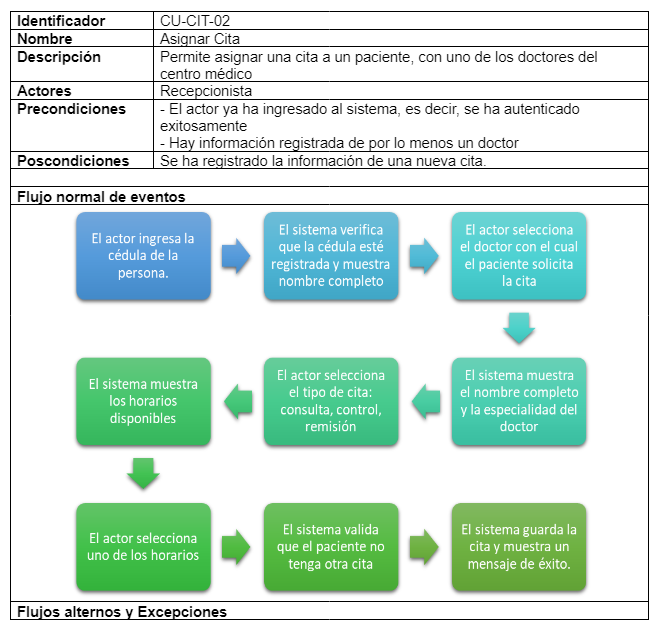 Identificador CU-CIT-02
Nombre Asignar Cita
Descripción Permite asignar una cita a un paciente, con uno de los doctores del
centro médico
Actores Recepcionista
Precondiciones - El actor ya ha ingresado al sistema, es decir, se ha autenticado
exitosamente
- Hay información registrada de por lo menos un doctor
Poscondiciones Se ha registrado la información de una nueva cita.
Flujo normal de eventos
El actor ingresa la
cédula de la
persona.
El sistema verifica
que la cédula esté
registrada y muestra
nombre completo
El actor selecciona
el doctor con el cual
el paciente solicita
la cita
El sistema muestra
el nombre completo
y la especialidad del
doctor
El actor selecciona
el tipo de cita:
consulta, control,
remisión
El sistema muestra
los horarios
disponibles
El actor selecciona
uno de los horarios
El sistema valida
que el paciente no
tenga otra cita
El sistema guarda la
cita y muestra un
mensaje de éxito.
Flujos alternos y Excepciones